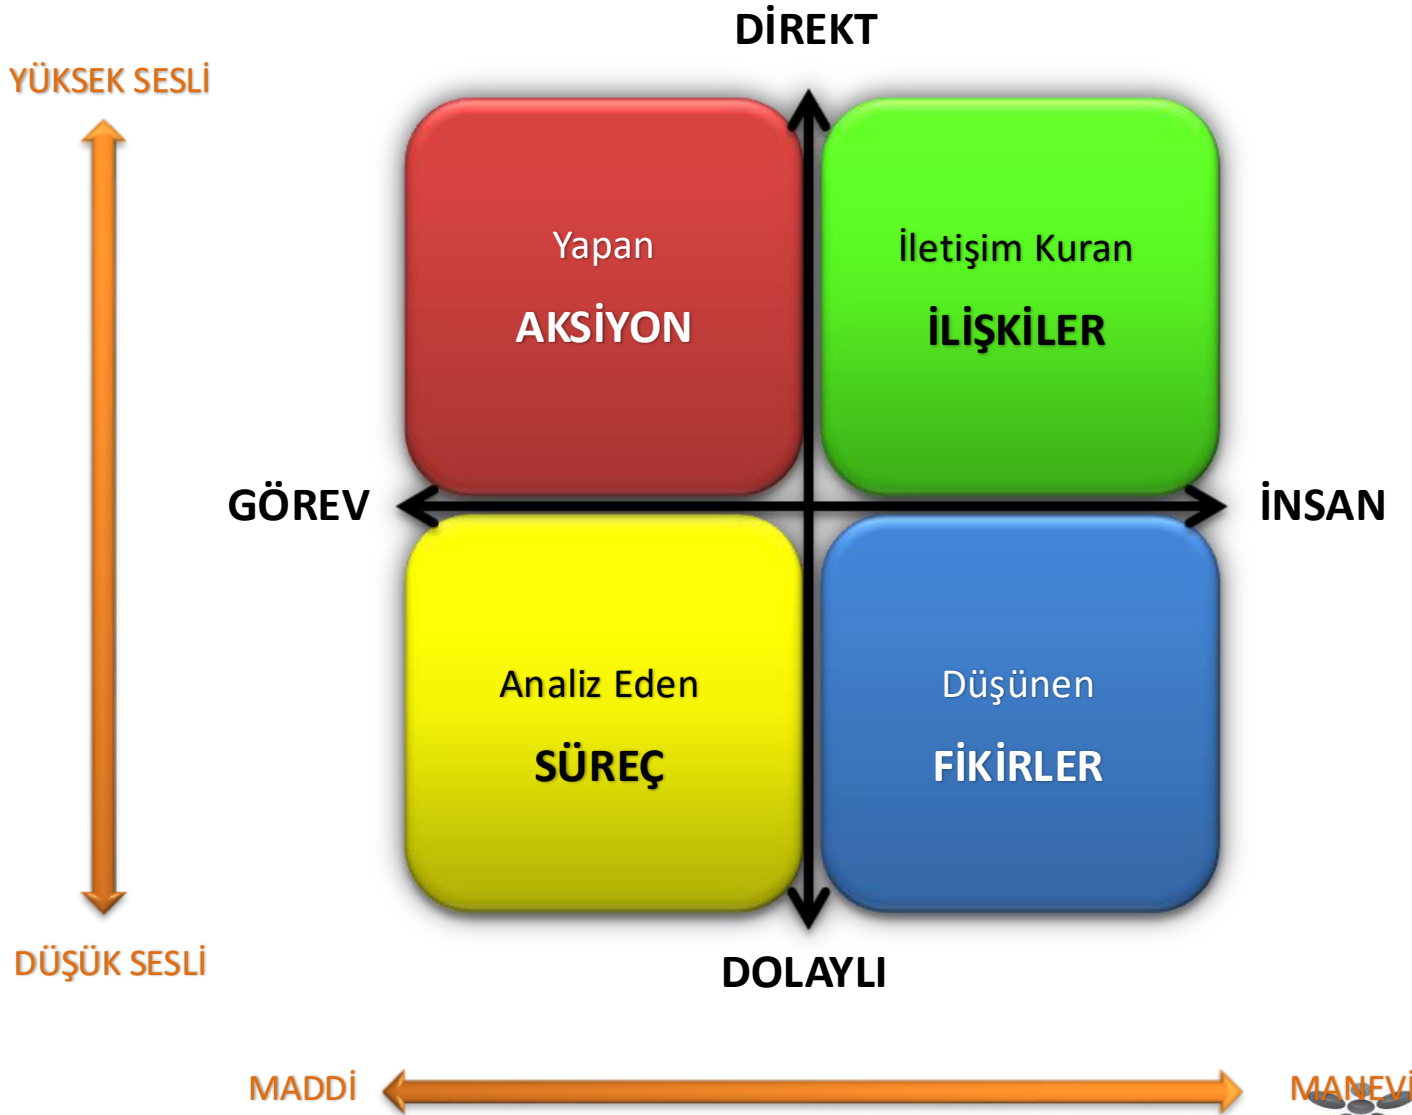 DİREKT
YÜKSEK SESLİ
Yapan
AKSİYON
İletişim Kuran
İLİŞKİLER
GÖREV
İNSAN
Analiz Eden
SÜREÇ
Düşünen
FİKİRLER
DÜŞÜK SESLİ
DOLAYLI
MADDİ
MANEVİ